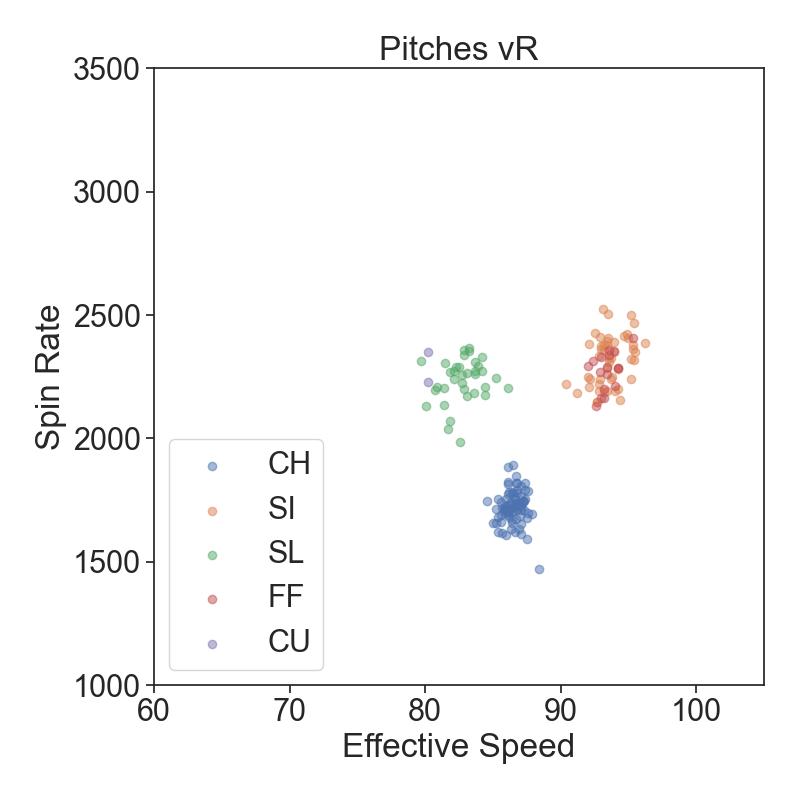 Pitches vR
3500
3000
2500
2000
1500
1000
Spin Rate
CH
SI
SL
FF
CU
60 70 80 90 100
Effective Speed